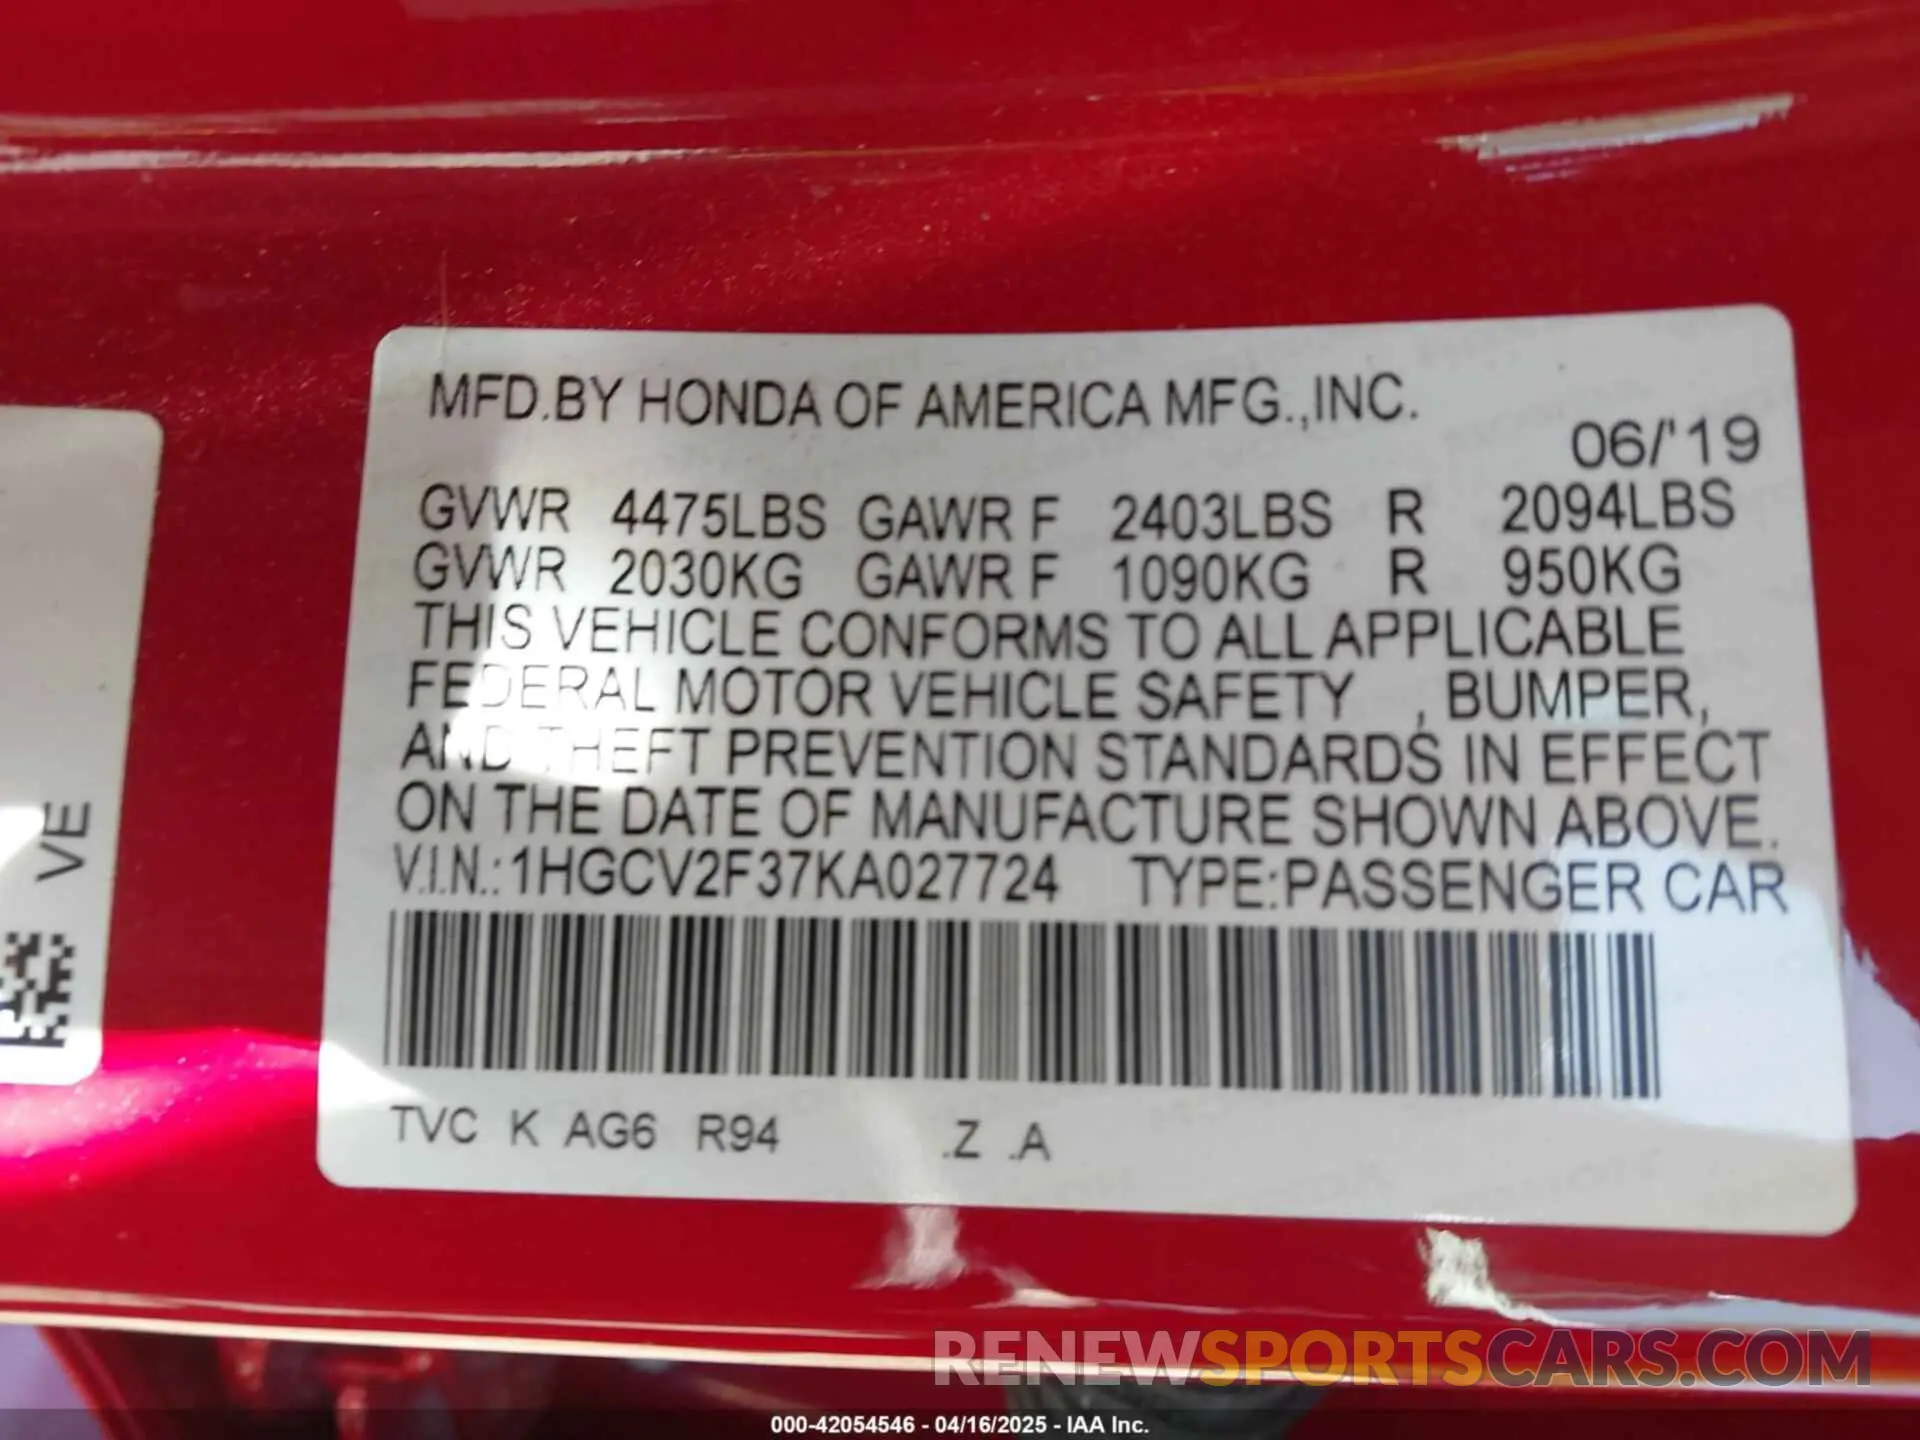 MFD.BY HONDA OF AMERICA MFG.,INC.
06/'19
GVWR 4475LBS GAWR F 2403LBS R 2094LBS
GVWR 2030KG GAWR F 1090KG R 950KG
THIS VEHICLE CONFORMS TO ALL APPLICABLE
FEDERAL MOTOR VEHICLE SAFETY , BUMPER,
AND THEFT PREVENTION STANDARDS IN EFFECT
ON THE DATE OF MANUFACTURE SHOWN ABOVE.
V.I.N.: 1HGCV2F37KA027724 TYPE:PASSENGER CAR
TVC K AG6 R94 .Z .A
VE
RENEWSPORTSCARS.COM
000-42054546 - 04/16/2025 - IAA Inc.